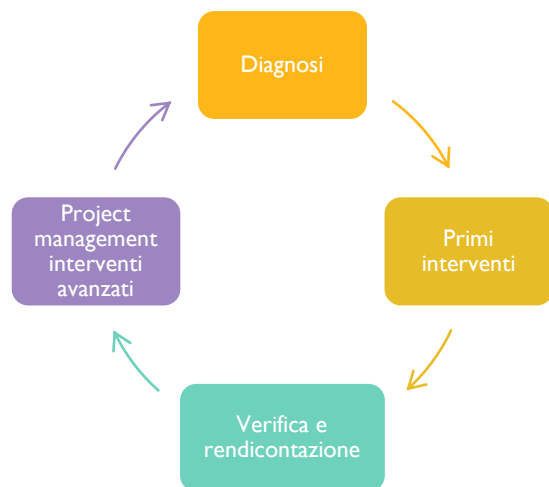 Diagnosi
Primi
interventi
Verifica e
rendicontazione
Project
management
interventi
avanzati